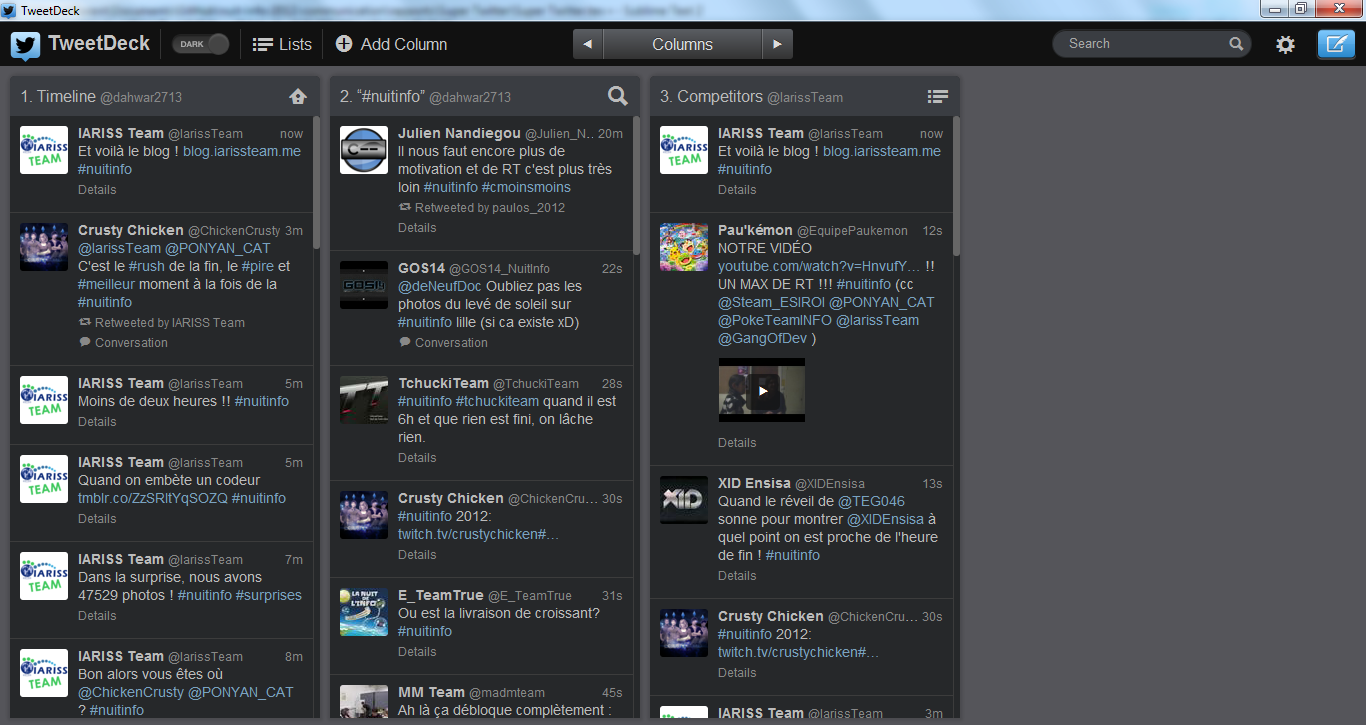 TweetDeck
TweetDeck
DARK
Lists
Add Column
Columns
Search
1. Timeline @dahwar2713
IARISS Team @IarissTeam now
Et voilà le blog ! blog.iarissteam.me
#nuitinfo
Details
Crusty Chicken @ChickenCrusty 3m
@IarissTeam @PONYAN_CAT
C'est le #rush de la fin, le #pire et
#meilleur moment à la fois de la
#nuitinfo
Retweeted by IARISS Team
Conversation
IARISS Team @IarissTeam 5m
Moins de deux heures !! #nuitinfo
Details
IARISS Team @IarissTeam 5m
Quand on embète un codeur
tmblr.co/ZzSRItYqSOZQ #nuitinfo
Details
IARISS Team @IarissTeam 7m
Dans la surprise, nous avons
47529 photos ! #nuitinfo #surprises
Details
IARISS Team @IarissTeam 8m
Bon alors vous êtes où
@ChickenCrusty @PONYAN_CAT
? #nuitinfo
2. “#nuitinfo” @dahwar2713
Julien Nandiegou @Julien_N... 20m
Il nous faut encore plus de
motivation et de RT c'est plus très
loin #nuitinfo #cmoinsmoins
Retweeted by paulos_2012
Details
GOS14 @GOS14_NuitInfo 22s
@deNeufDoc Oubliez pas les
photos du levé de soleil sur
#nuitinfo lille (si ca existe xD)
Conversation
TchuckiTeam @TchuckiTeam 28s
#nuitinfo #tchuckiteam quand il est
6h et que rien est fini, on lâche
rien.
Details
Crusty Chicken @ChickenCru... 30s
#nuitinfo 2012:
twitch.tv/crustychicken#…
Details
E_TeamTrue @E_TeamTrue 31s
Ou est la livraison de croissant?
#nuitinfo
Details
MM Team @madmteam 45s
Ah là ça débloque complètement :
3. Competitors @IarissTeam
IARISS Team @IarissTeam now
Et voilà le blog ! blog.iarissteam.me
#nuitinfo
Details
Pau'kémon @EquipePaukemon 12s
NOTRE VIDÉO
youtube.com/watch?v=HnvufY… !!
UN MAX DE RT !!! #nuitinfo (cc
@Steam_ESIROI @PONYAN_CAT
@PokeTeamINFO @IarissTeam
@GangOfDev )
Details
XID Ensisa @XIDEnsisa 13s
Quand le réveil de @TEG046
sonne pour montrer @XIDEnsisa à
quel point on est proche de l'heure
de fin ! #nuitinfo
Details
Crusty Chicken @ChickenCru... 30s
#nuitinfo 2012:
twitch.tv/crustychicken#…
Details
IARISS Team @IarissTeam 3m